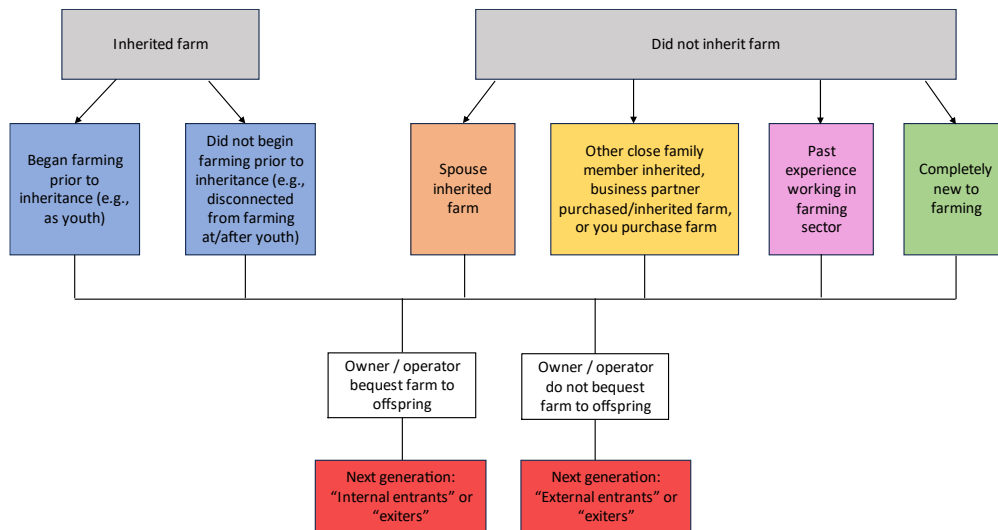 Inherited farm
Did not inherit farm
Began farming
prior to
inheritance (e.g.,
as youth)
Did not begin
farming prior to
inheritance (e.g.,
disconnected
from farming
at/after youth)
Spouse
inherited
farm
Other close family
member inherited,
business partner
purchased/inherited farm,
or you purchase farm
Past
experience
working in
farming
sector
Completely
new to
farming
Owner / operator
bequest farm to
offspring
Owner / operator
do not bequest
farm to offspring
Next generation:
“Internal entrants” or
“exiters”
Next generation:
“External entrants” or
“exiters”